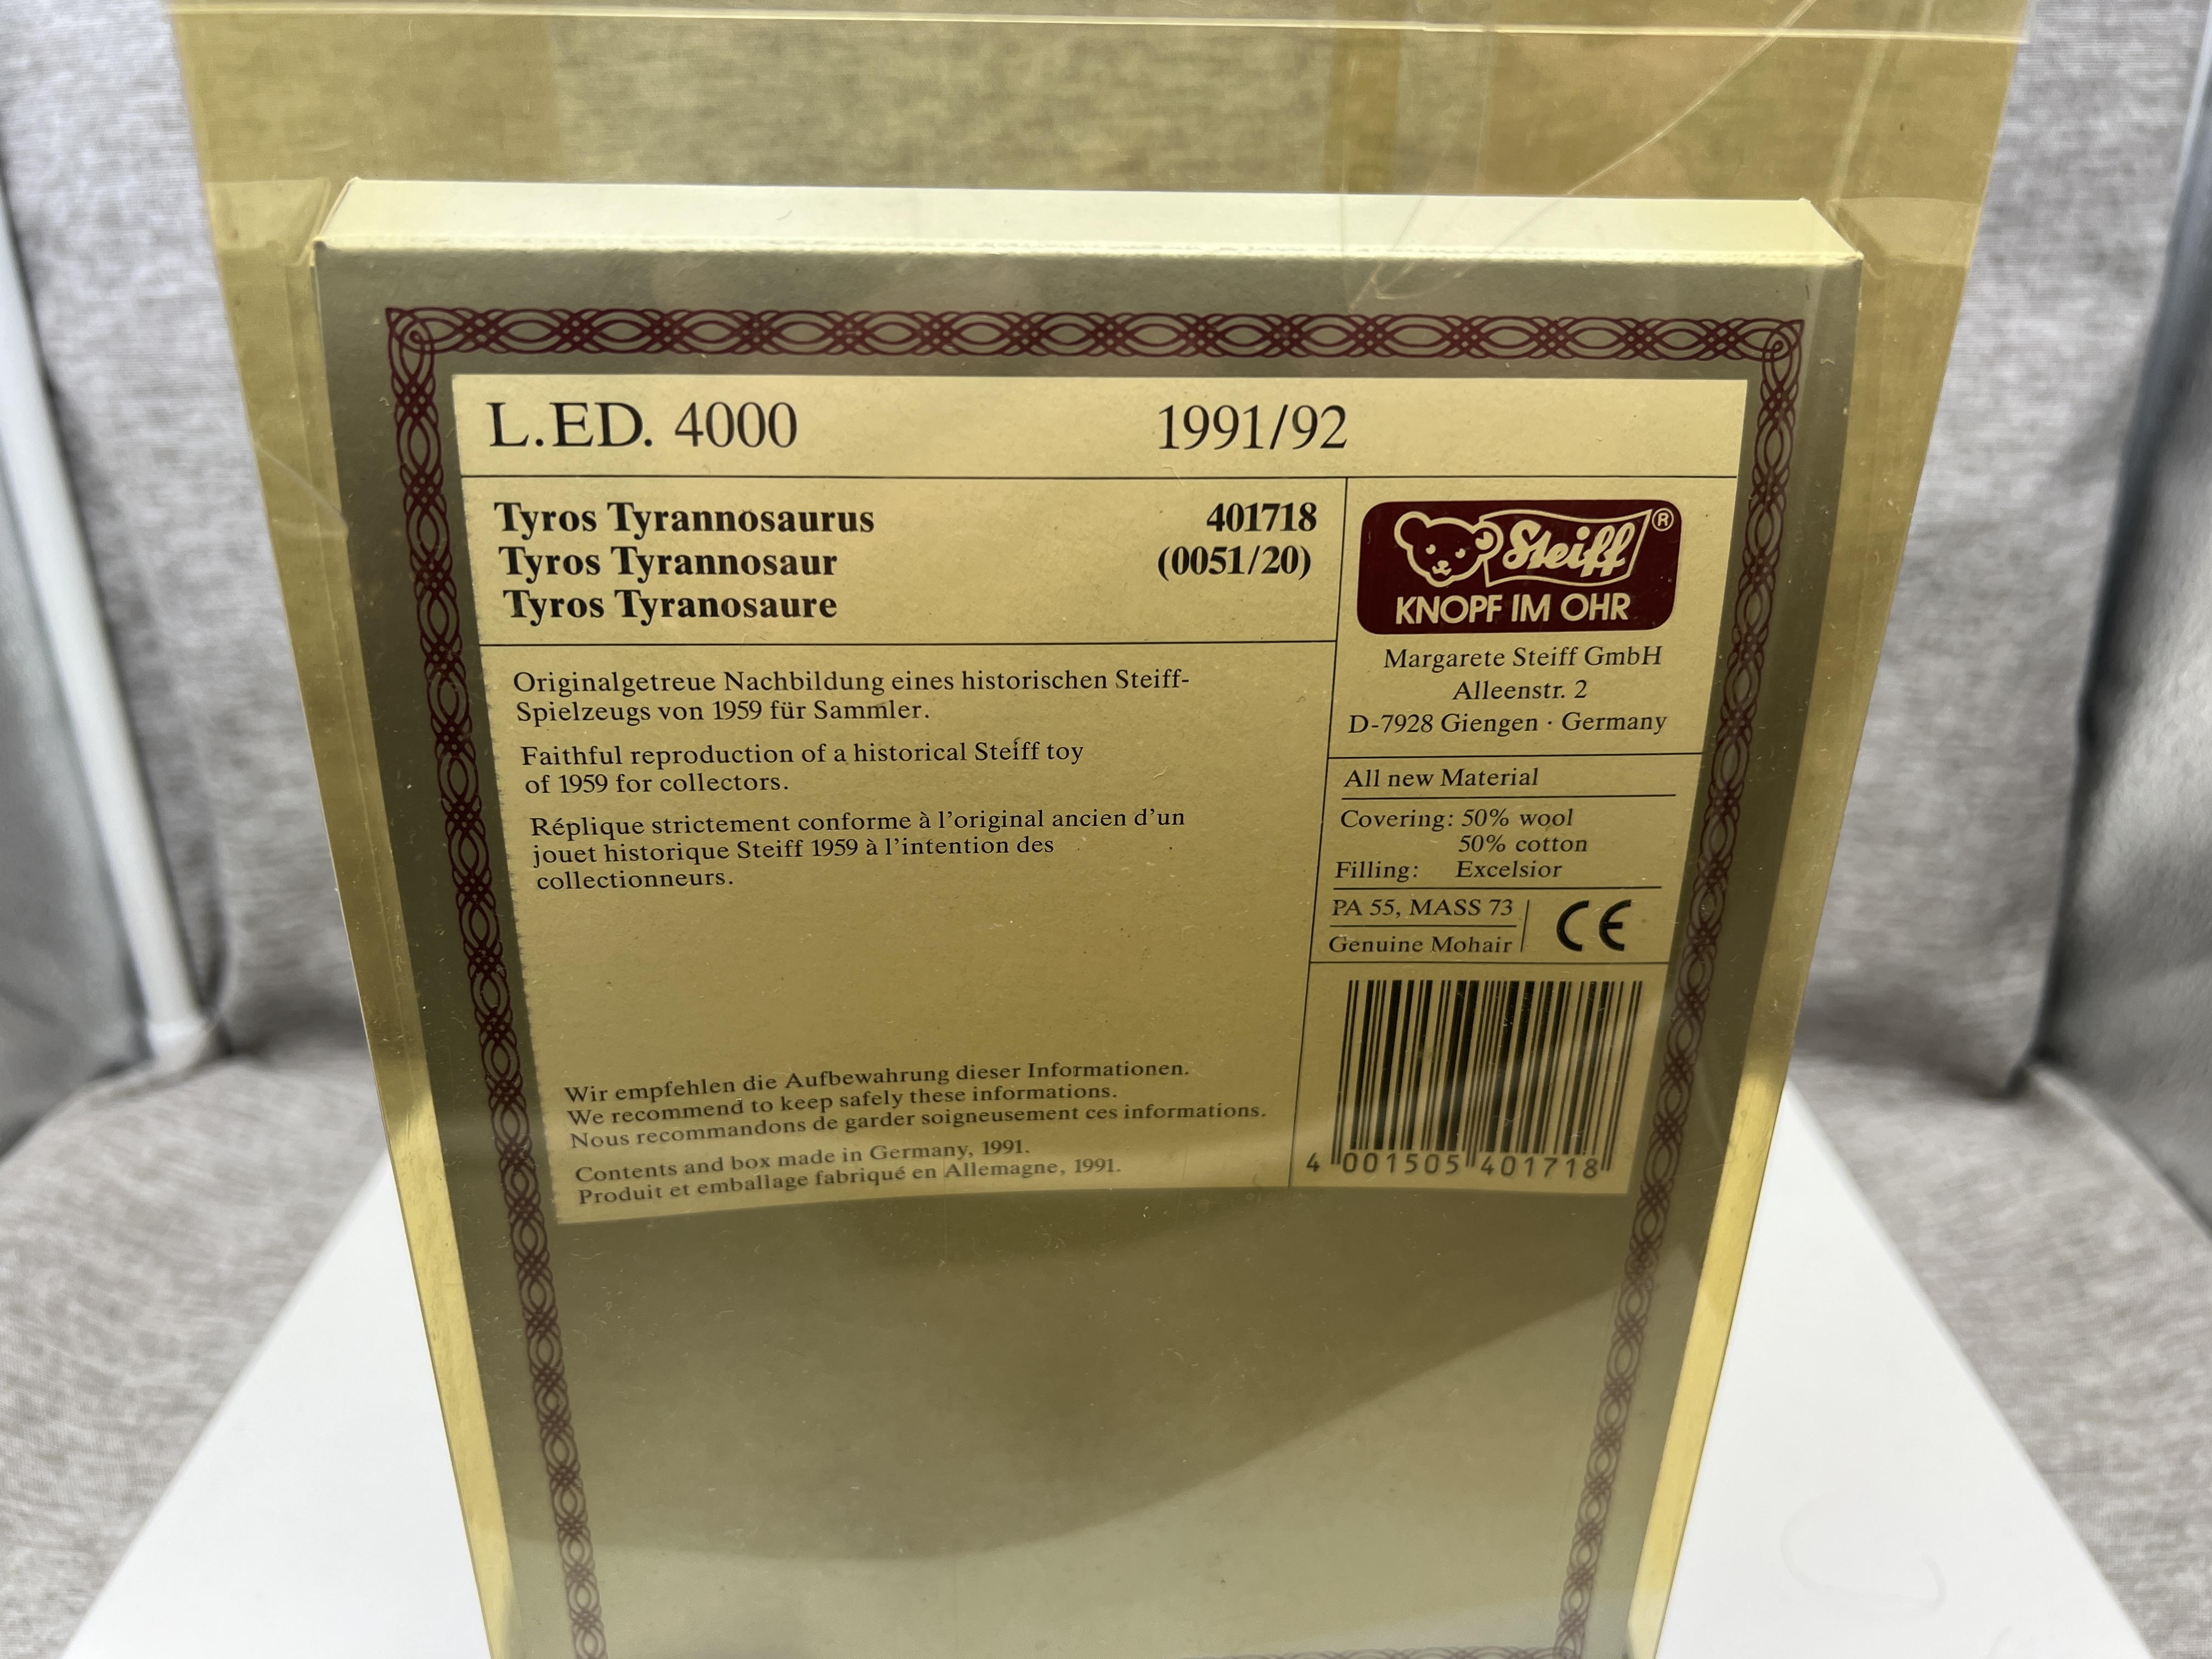 L.ED. 4000 1991/92
Tyros Tyrannosaurus 401718
Tyros Tyrannosaur (0051/20)
Tyros Tyranosaure
Steiff ®
KNOPF IM OHR
Margarete Steiff GmbH
Alleenstr. 2
D-7928 Giengen · Germany
Originalgetreue Nachbildung eines historischen Steiff-
Spielzeugs von 1959 für Sammler.
Faithful reproduction of a historical Steiff toy
of 1959 for collectors.
Réplique strictement conforme à l'original ancien d'un
jouet historique Steiff 1959 à l'intention des
collectionneurs.
All new Material
Covering: 50% wool
50% cotton
Filling: Excelsior
PA 55, MASS 73
Genuine Mohair
CE
Wir empfehlen die Aufbewahrung dieser Informationen.
We recommend to keep safely these informations.
Nous recommandons de garder soigneusement ces informations.
Contents and box made in Germany, 1991.
Produit et emballage fabriqué en Allemagne, 1991.
4 001505 401718